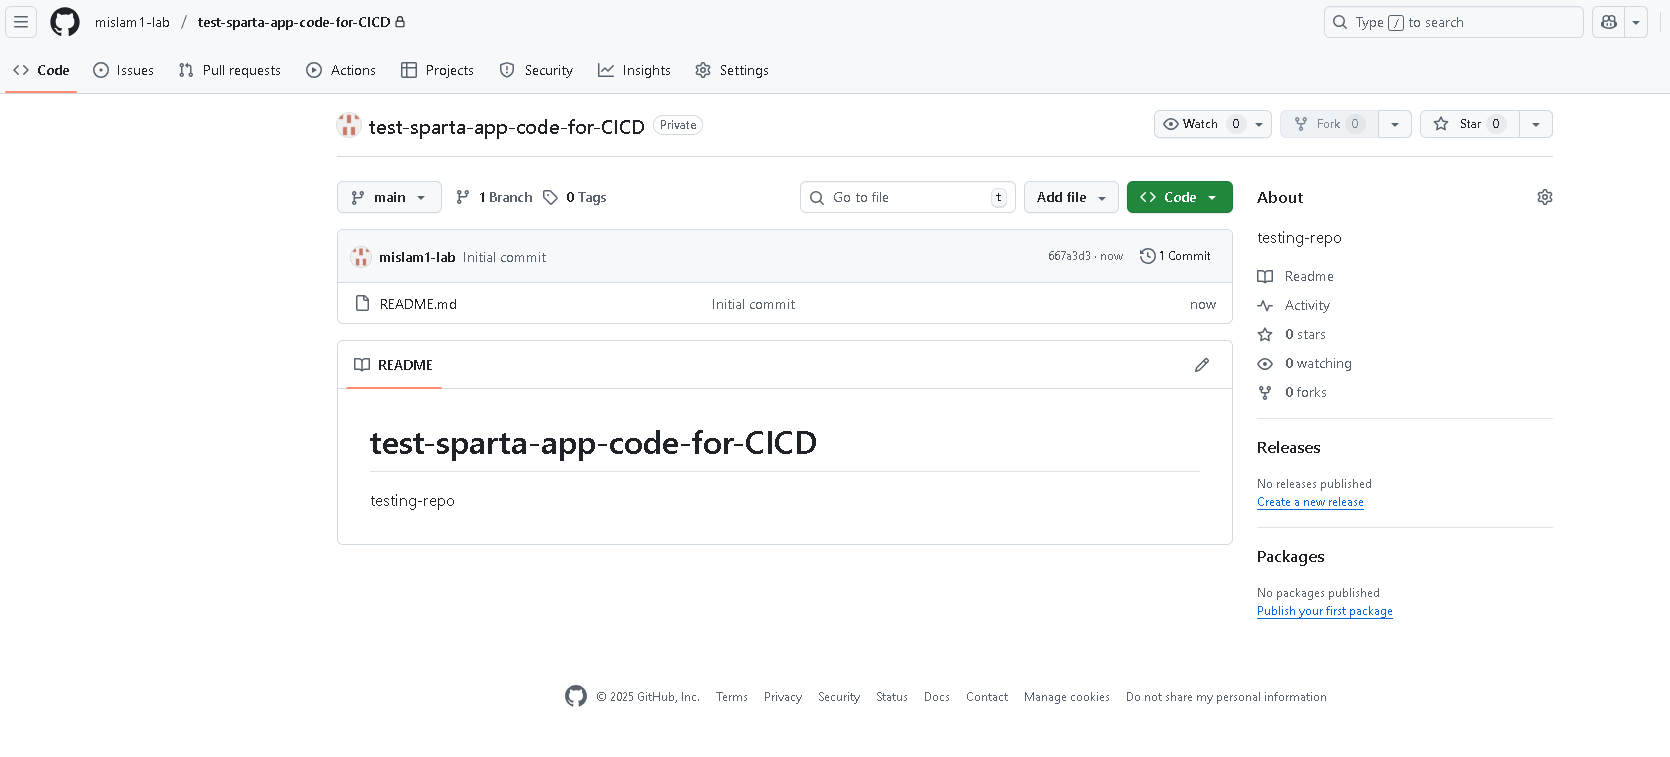 mislam1-lab / test-sparta-app-code-for-CICD
Type / to search
Code Issues Pull requests Actions Projects Security Insights Settings
test-sparta-app-code-for-CICD Private
Watch 0 Fork 0 Star 0
main 1 Branch 0 Tags
Go to file t
Add file
Code
mislam1-lab Initial commit 667a3d3 · now 1 Commit
README.md Initial commit now
README
test-sparta-app-code-for-CICD
testing-repo
About
testing-repo
Readme
Activity
0 stars
0 watching
0 forks
Releases
No releases published
Create a new release
Packages
No packages published
Publish your first package
© 2025 GitHub, Inc. Terms Privacy Security Status Docs Contact Manage cookies Do not share my personal information